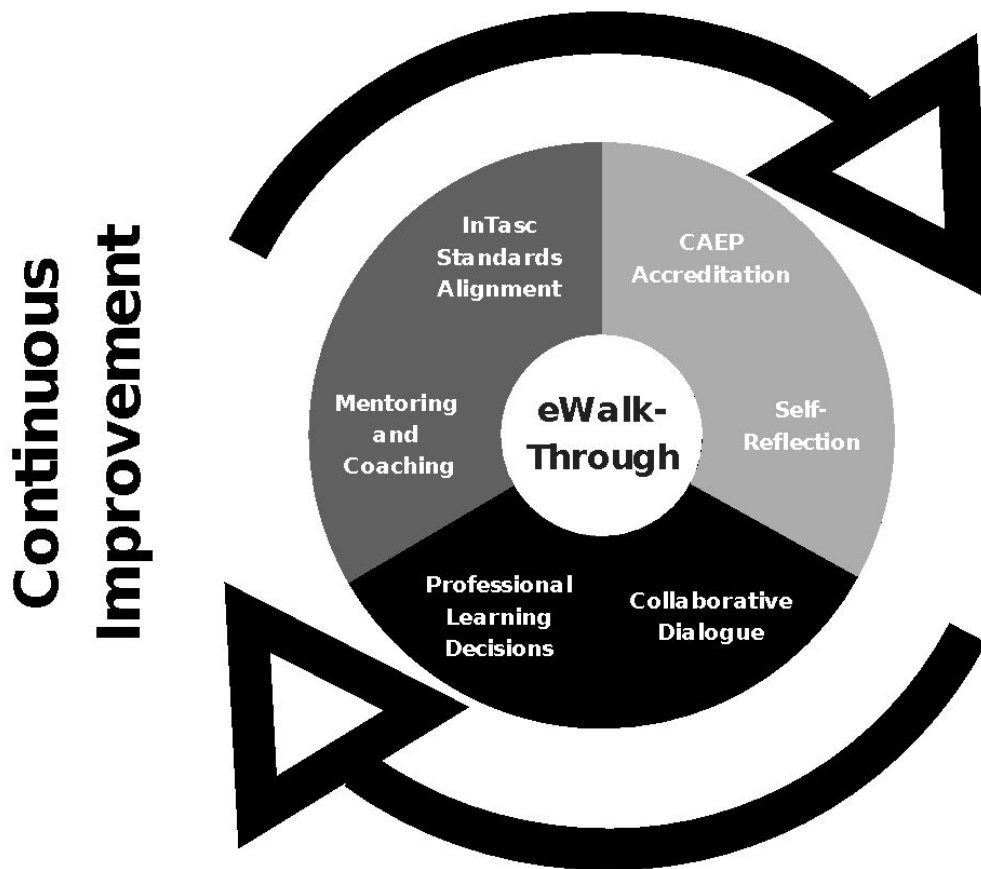 Continuous
Improvement
InTasc
Standards
Alignment
CAEP
Accreditation
Mentoring
and
Coaching
eWalk-
Through
Self-
Reflection
Professional
Learning
Decisions
Collaborative
Dialogue